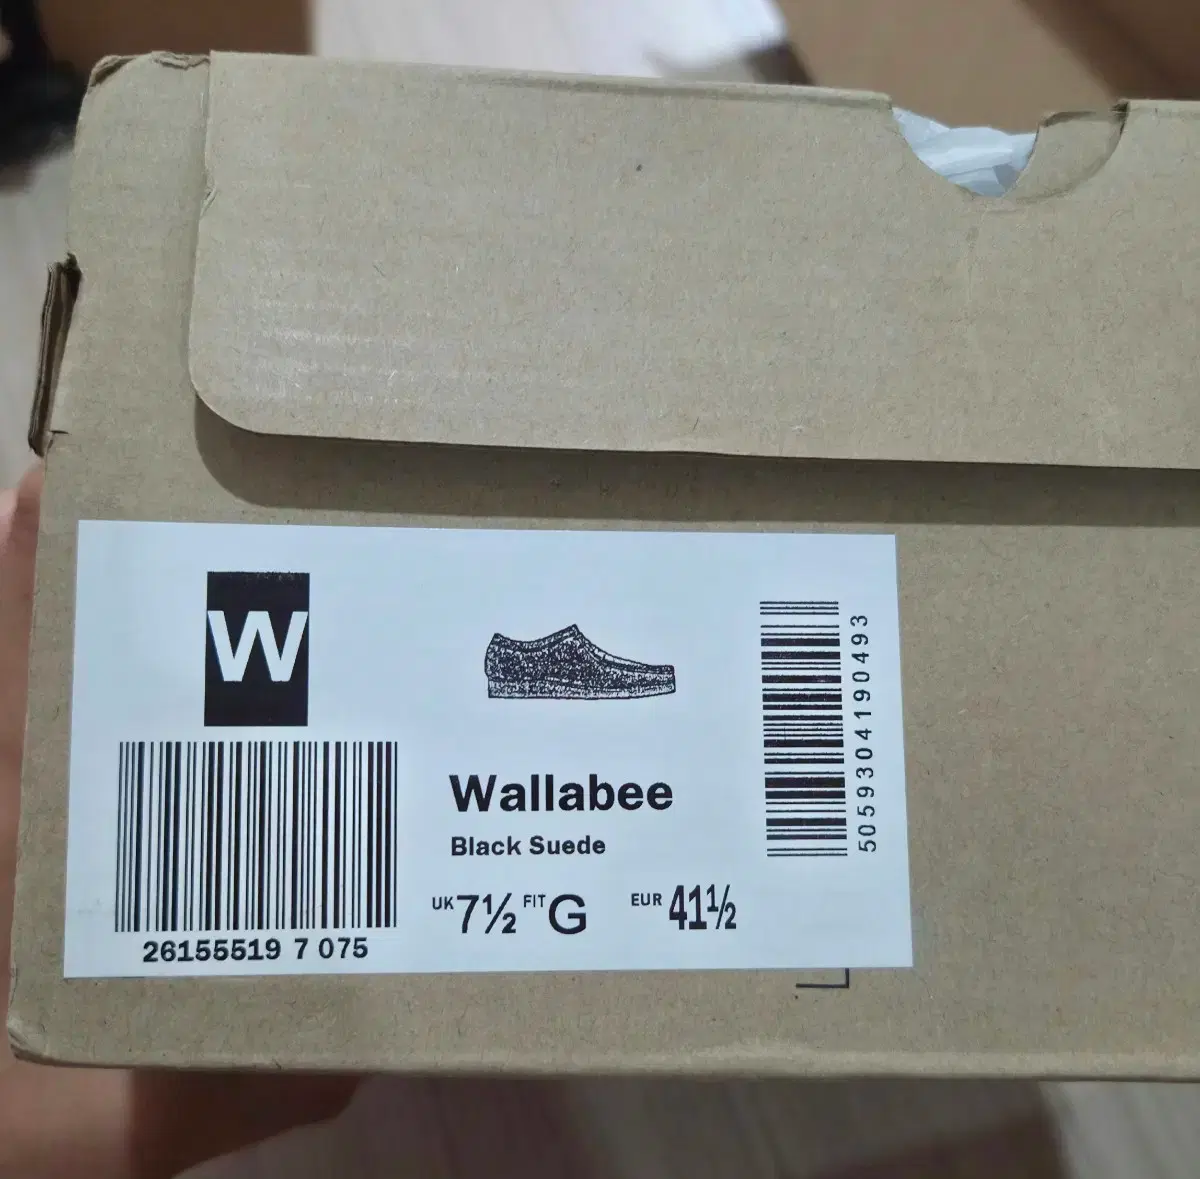 W
Wallabee
Black Suede
UK 7½ FIT G EUR 41½
26155519 7 075
5059304190493